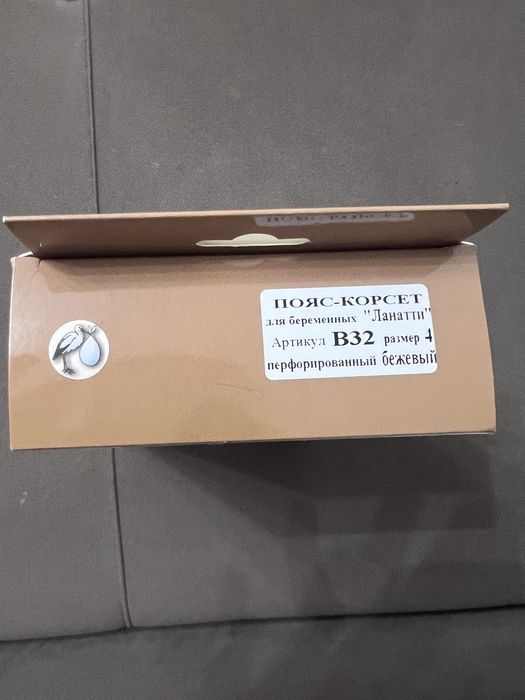 ПОЯС-КОРСЕТ
для беременных "Ланатти"
Артикул В32 размер 4
перфорированный бежевый